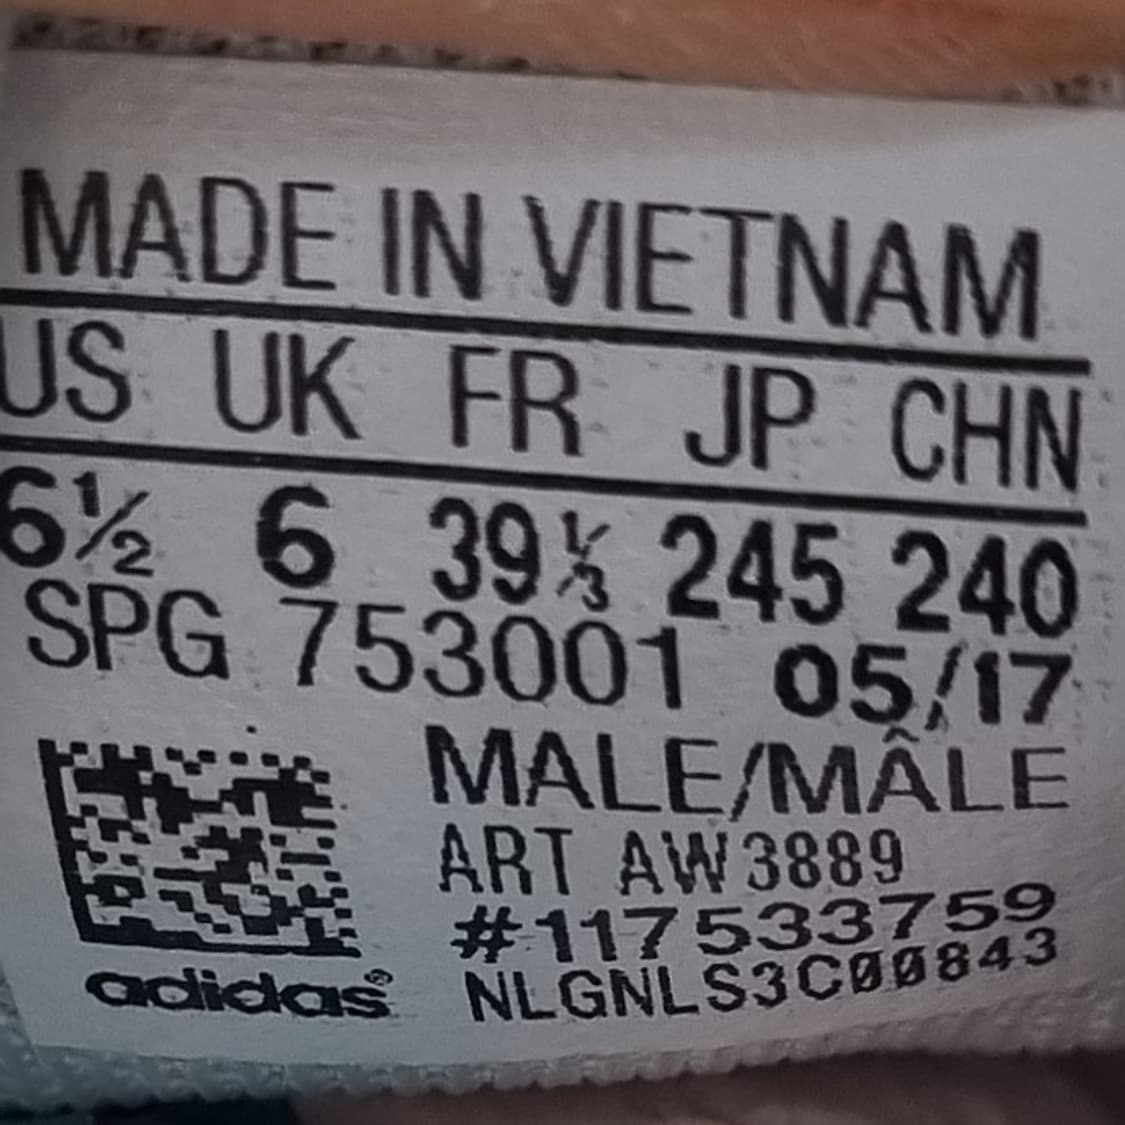 MADE IN VIETNAM
US UK FR JP CHN
6½ 6 39⅓ 245 240
SPG 753001 05/17
MALE/MÂLE
ART AW3889
#117533759
NLGNLS3C00843
adidas®